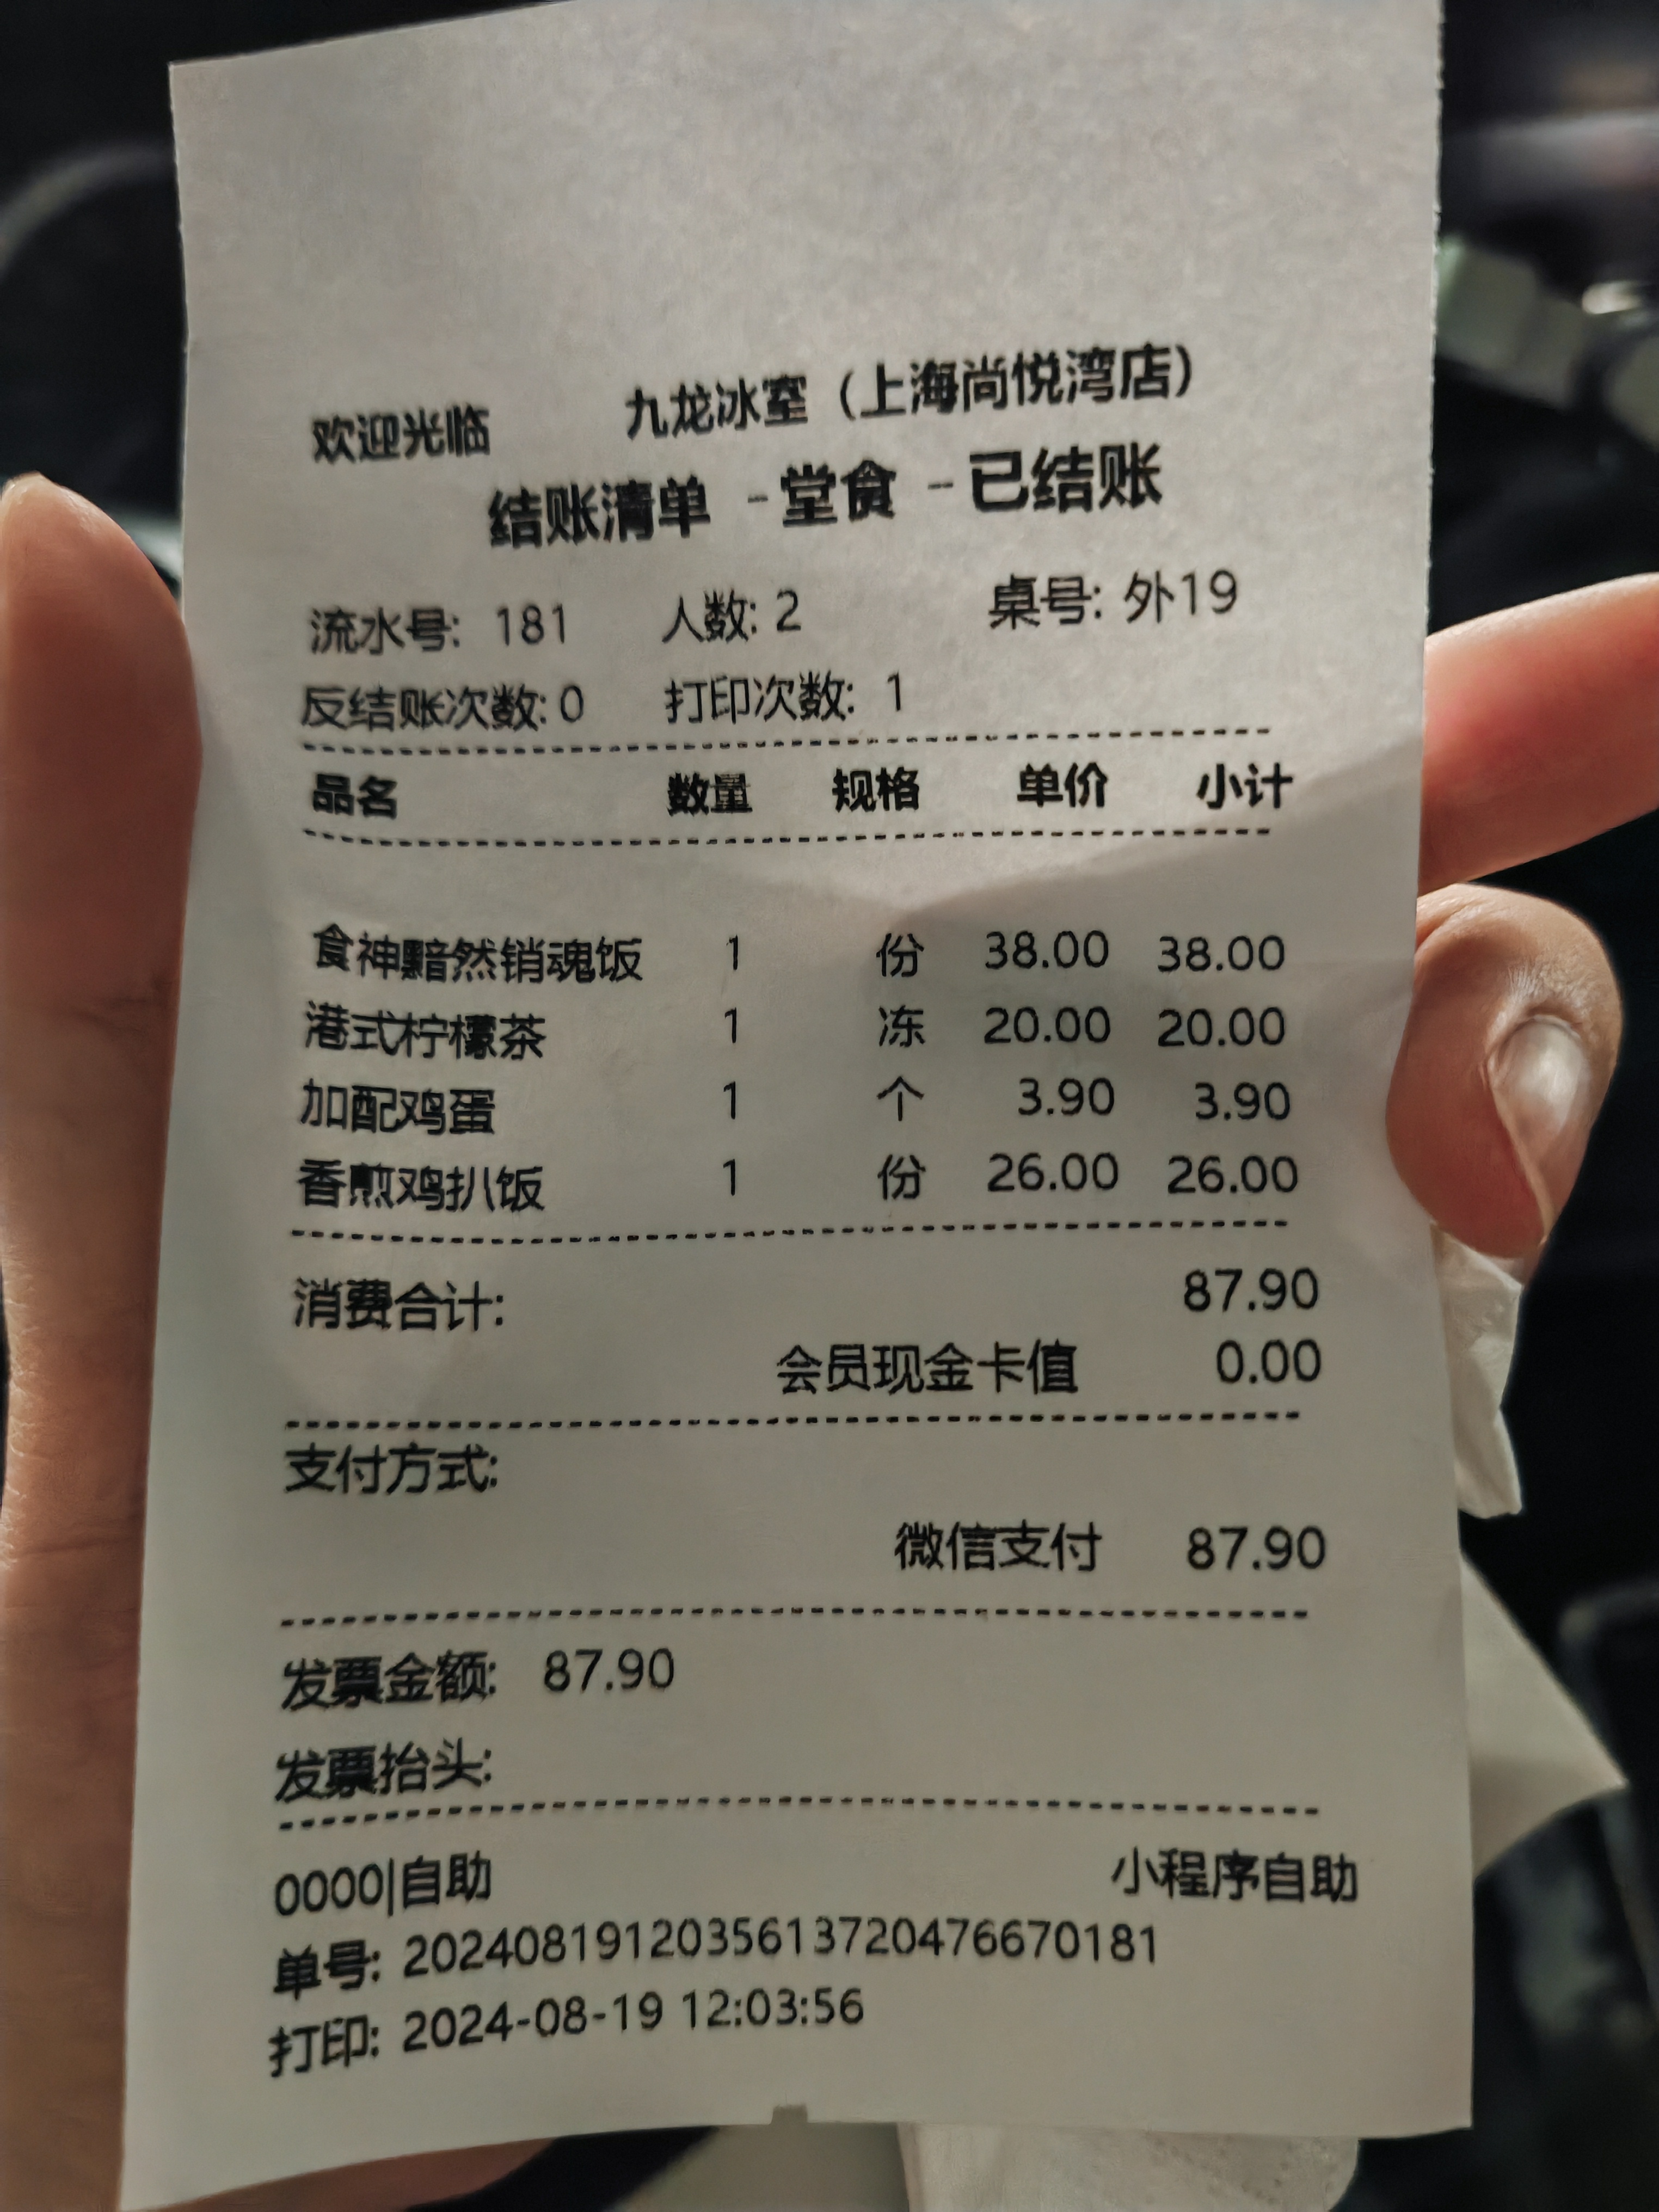 欢迎光临 九龙冰室（上海尚悦湾店）
结账清单 -堂食 -已结账
流水号: 181 人数: 2 桌号: 外19
反结账次数: 0 打印次数: 1
品名 数量 规格 单价 小计
食神黯然销魂饭 1 份 38.00 38.00
港式柠檬茶 1 冻 20.00 20.00
加配鸡蛋 1 个 3.90 3.90
香煎鸡扒饭 1 份 26.00 26.00
消费合计: 87.90
会员现金卡值 0.00
支付方式:
微信支付 87.90
发票金额: 87.90
发票抬头:
0000|自助 小程序自助
单号: 2024081912035613720476670181
打印: 2024-08-19 12:03:56